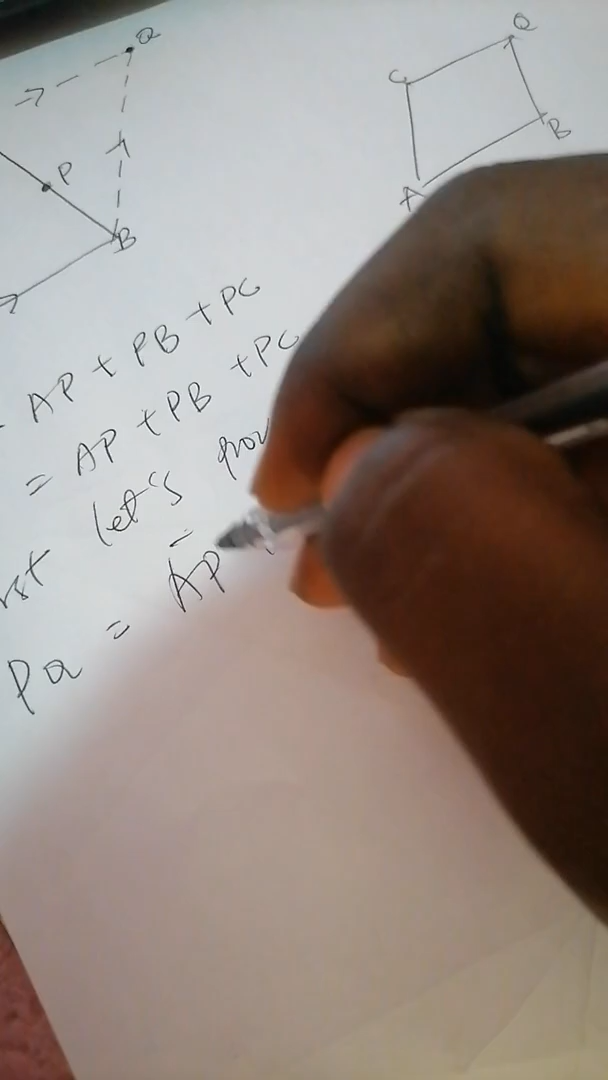 Q
P
B
C
Q
A
B
AP + PB + PC
= AP + PB + PC
let's
PQ = AP